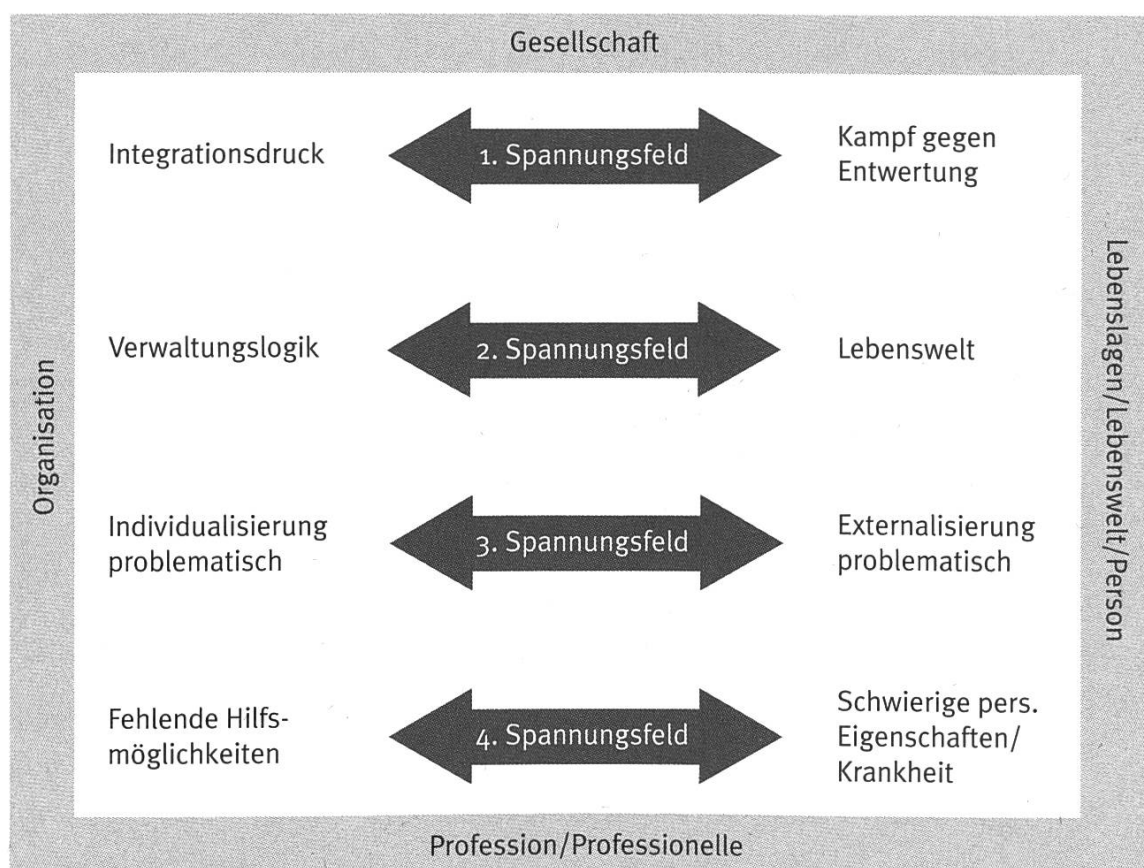 Gesellschaft
Organisation
Integrationsdruck
1. Spannungsfeld
Kampf gegen
Entwertung
Verwaltungslogik
2. Spannungsfeld
Lebenswelt
Individualisierung
problematisch
3. Spannungsfeld
Externalisierung
problematisch
Fehlende Hilfs-
möglichkeiten
4. Spannungsfeld
Schwierige pers.
Eigenschaften/
Krankheit
Lebenslagen/Lebenswelt/Person
Profession/Professionelle